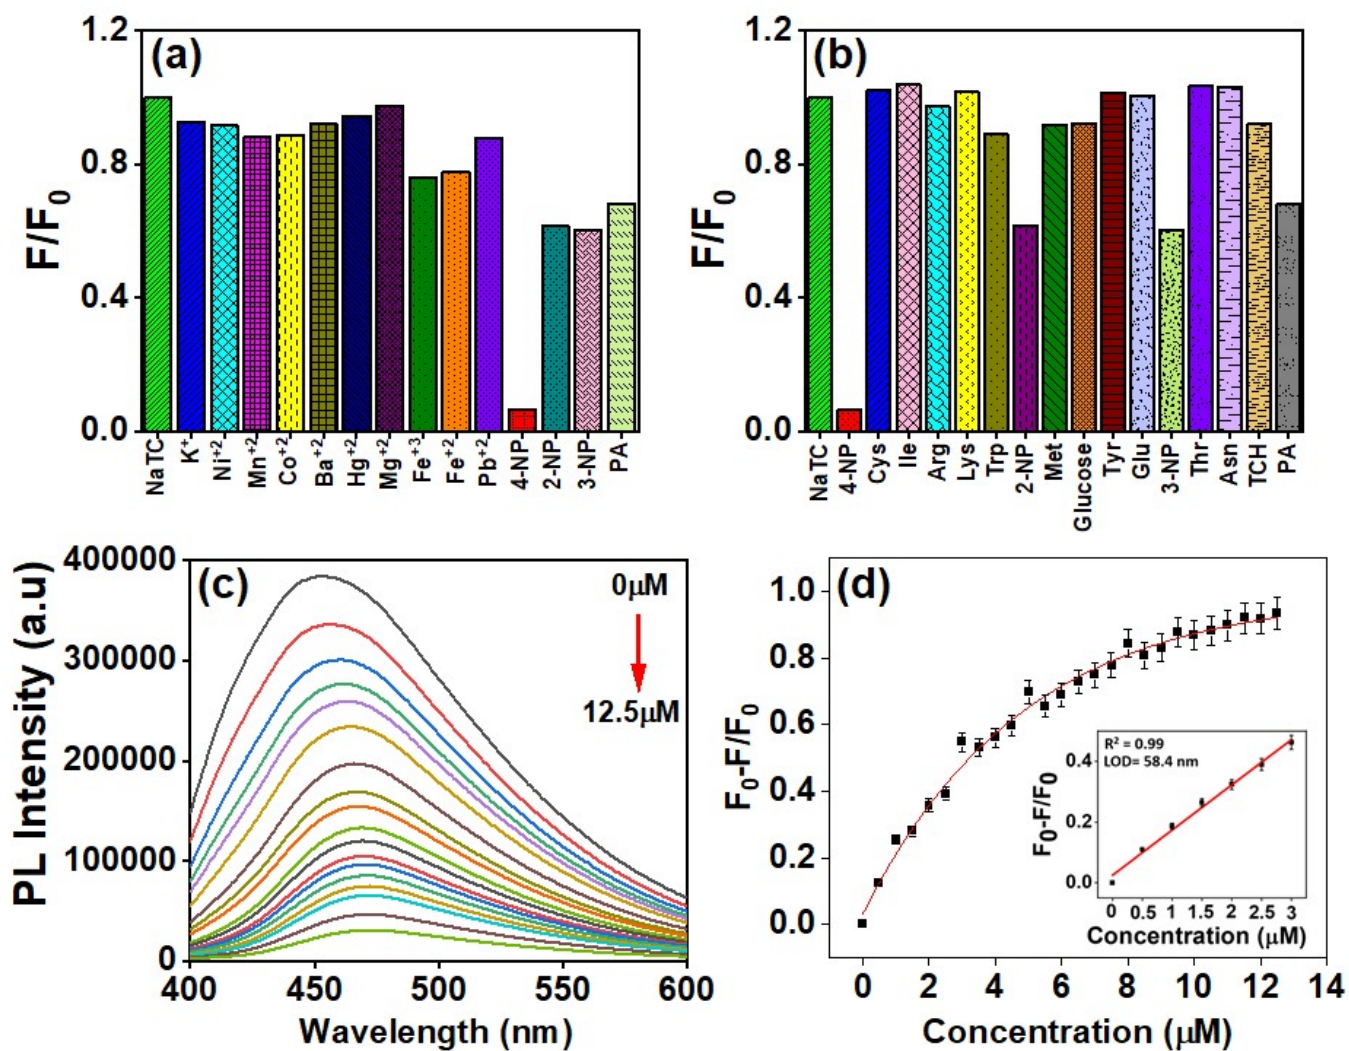 (a)
F/F0
1.2
0.8
0.4
0.0
NaTC
K+
Ni+2
Mn+2
Co+2
Ba+2
Hg+2
Mg+2
Fe+3
Fe+2
Pb+2
4-NP
2-NP
3-NP
PA
(b)
F/F0
1.2
0.8
0.4
0.0
NaTC
4-NP
Cys
Ile
Arg
Lys
Trp
2-NP
Met
Glucose
Tyr
Glu
3-NP
Thr
Asn
TCH
PA
(c)
PL Intensity (a.u)
400000
300000
200000
100000
0
0µM
12.5µM
400 450 500 550 600
Wavelength (nm)
(d)
F0-F/F0
1.0
0.8
0.6
0.4
0.2
0.0
R2 = 0.99
LOD= 58.4 nm
F0-F/F0
0.4
0.2
0.0
0 0.5 1 1.5 2 2.5 3
Concentration (µM)
0 2 4 6 8 10 12 14
Concentration (µM)